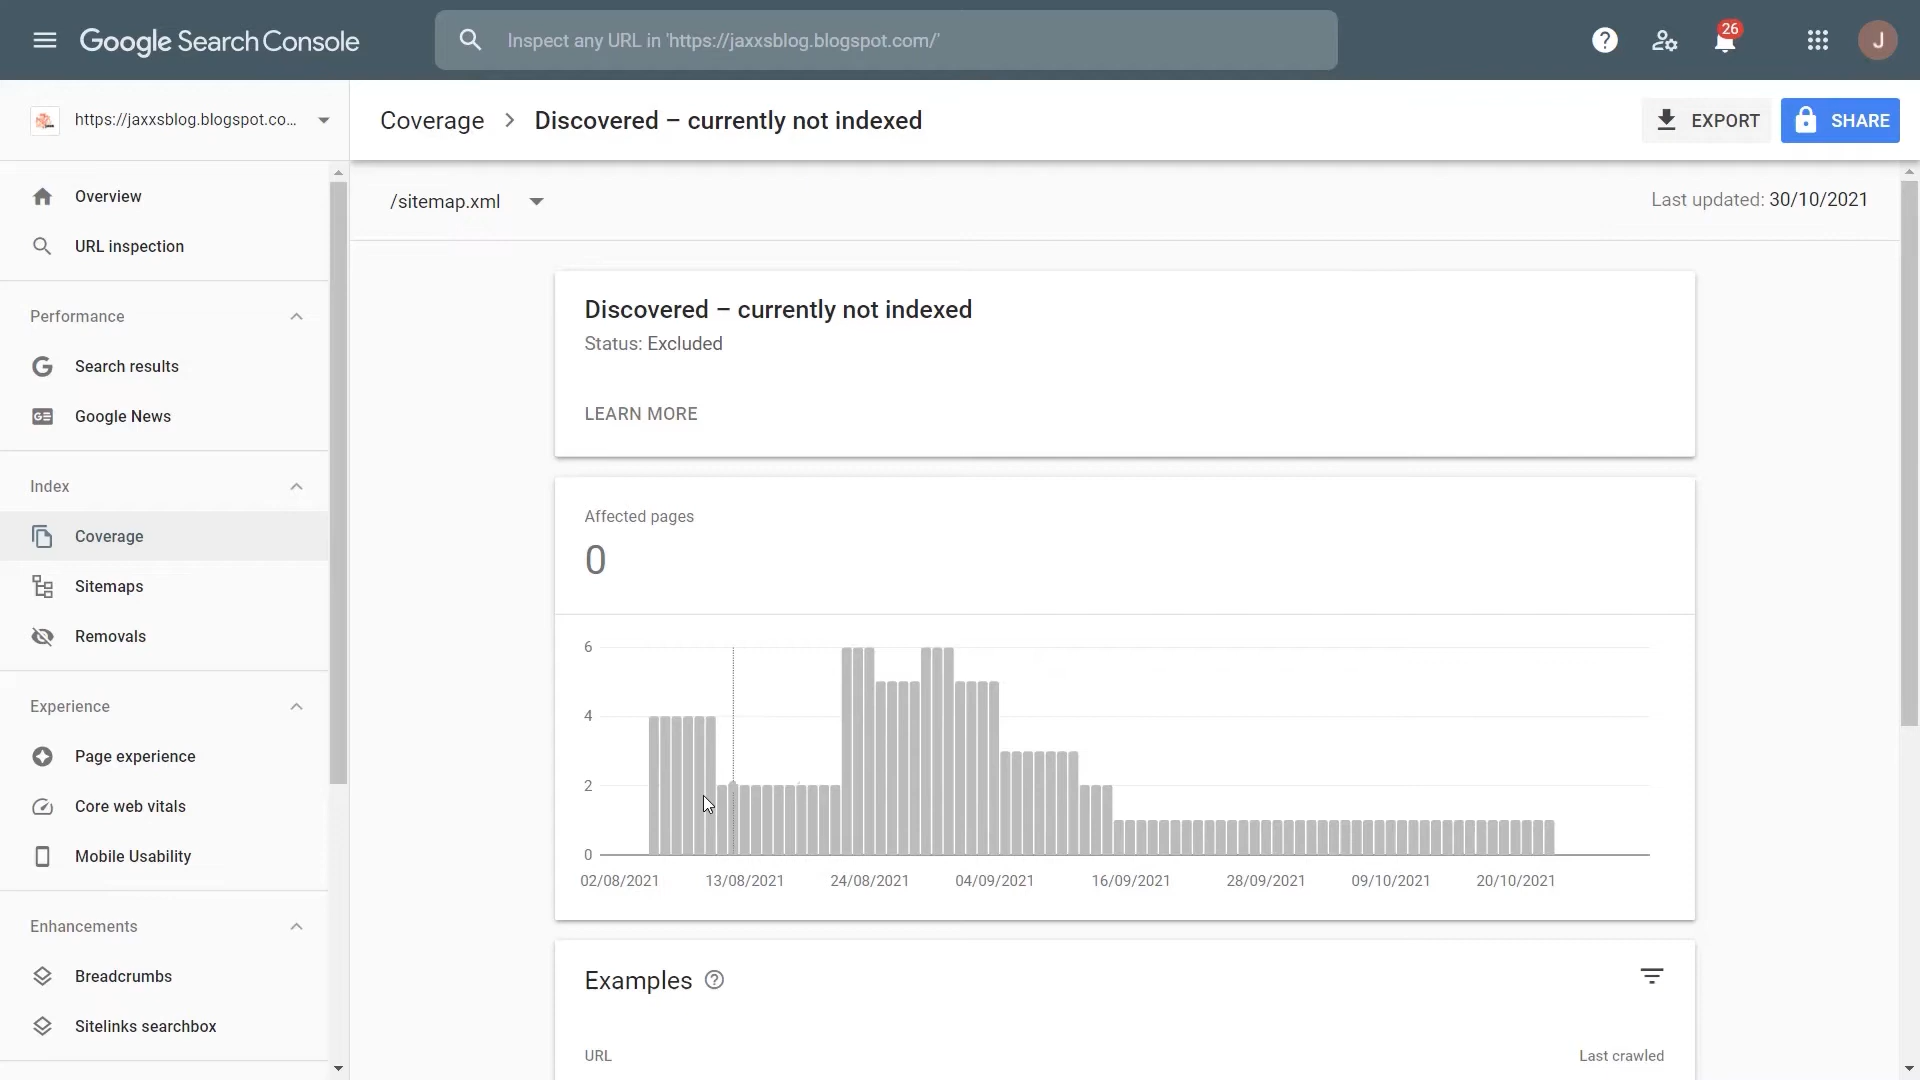 Google Search Console
Inspect any URL in 'https://jaxxsblog.blogspot.com/'
26
J
https://jaxxsblog.blogspot.co...
Coverage
Discovered – currently not indexed
EXPORT
SHARE
Overview
URL inspection
Performance
Search results
Google News
Index
Coverage
Sitemaps
Removals
Experience
Page experience
Core web vitals
Mobile Usability
Enhancements
Breadcrumbs
Sitelinks searchbox
/sitemap.xml
Last updated: 30/10/2021
Discovered – currently not indexed
Status: Excluded
LEARN MORE
Affected pages
0
6
4
2
0
02/08/2021
13/08/2021
24/08/2021
04/09/2021
16/09/2021
28/09/2021
09/10/2021
20/10/2021
Examples
URL
Last crawled